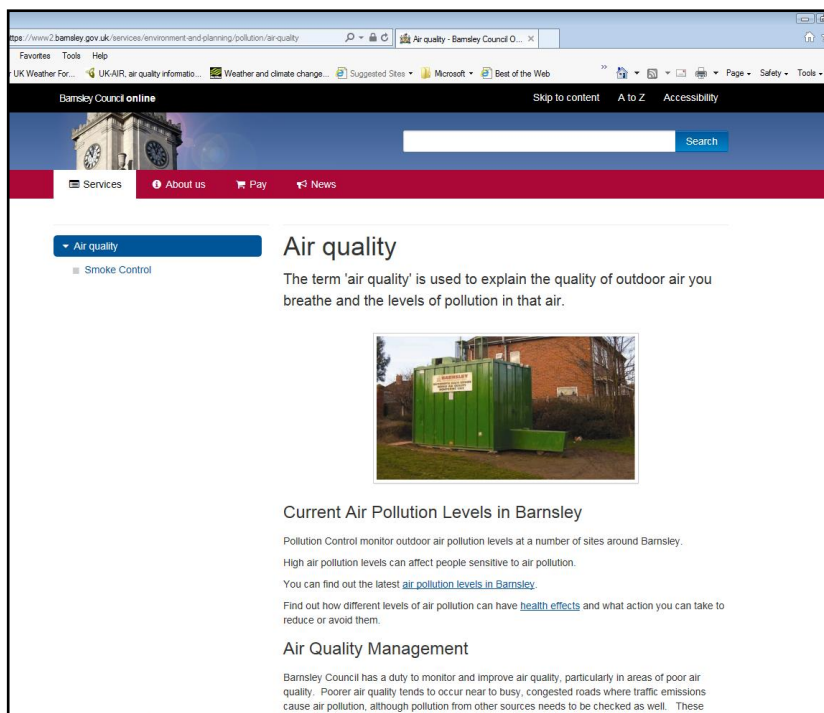 ttps://www2.barnsley.gov.uk/services/environment-and-planning/pollution/air-quality
Air quality - Barnsley Council O...
Favorites Tools Help
UK Weather For... UK-AIR, air quality informatio... Weather and climate change... Suggested Sites Microsoft Best of the Web » Page Safety Tools
Barnsley Council online Skip to content A to Z Accessibility
Search
Services About us Pay News
Air quality
Smoke Control
Air quality
The term 'air quality' is used to explain the quality of outdoor air you
breathe and the levels of pollution in that air.
BARNSLEY
Current Air Pollution Levels in Barnsley
Pollution Control monitor outdoor air pollution levels at a number of sites around Barnsley.
High air pollution levels can affect people sensitive to air pollution.
You can find out the latest air pollution levels in Barnsley.
Find out how different levels of air pollution can have health effects and what action you can take to
reduce or avoid them.
Air Quality Management
Barnsley Council has a duty to monitor and improve air quality, particularly in areas of poor air
quality. Poorer air quality tends to occur near to busy, congested roads where traffic emissions
cause air pollution, although pollution from other sources needs to be checked as well. These